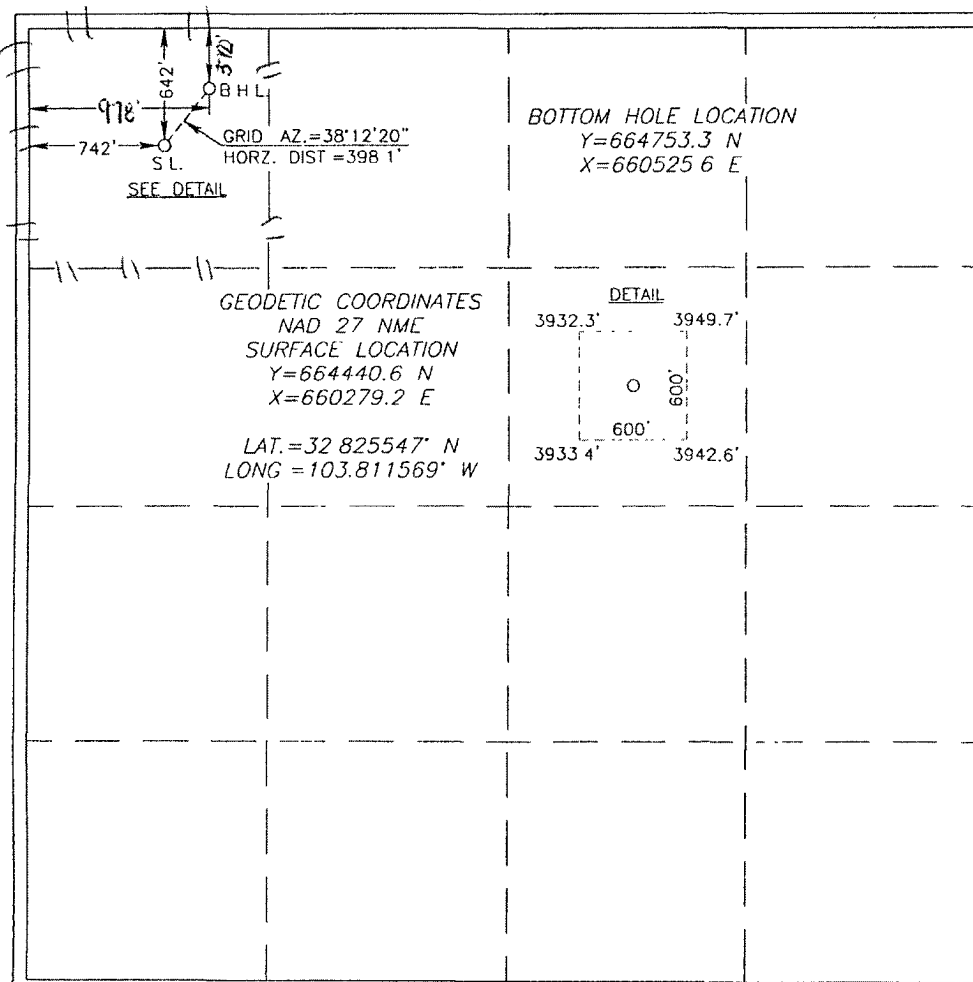 642'
B H L
978'
742'
S L.
SEE DETAIL
GRID AZ.=38°12'20"
HORZ. DIST =398 1'
BOTTOM HOLE LOCATION
Y=664753.3 N
X=660525 6 E
GEODETIC COORDINATES
NAD 27 NME
SURFACE LOCATION
Y=664440.6 N
X=660279.2 E
LAT.=32 825547° N
LONG =103.811569° W
DETAIL
3932.3' 3949.7'
600'
600'
3933 4' 3942.6'